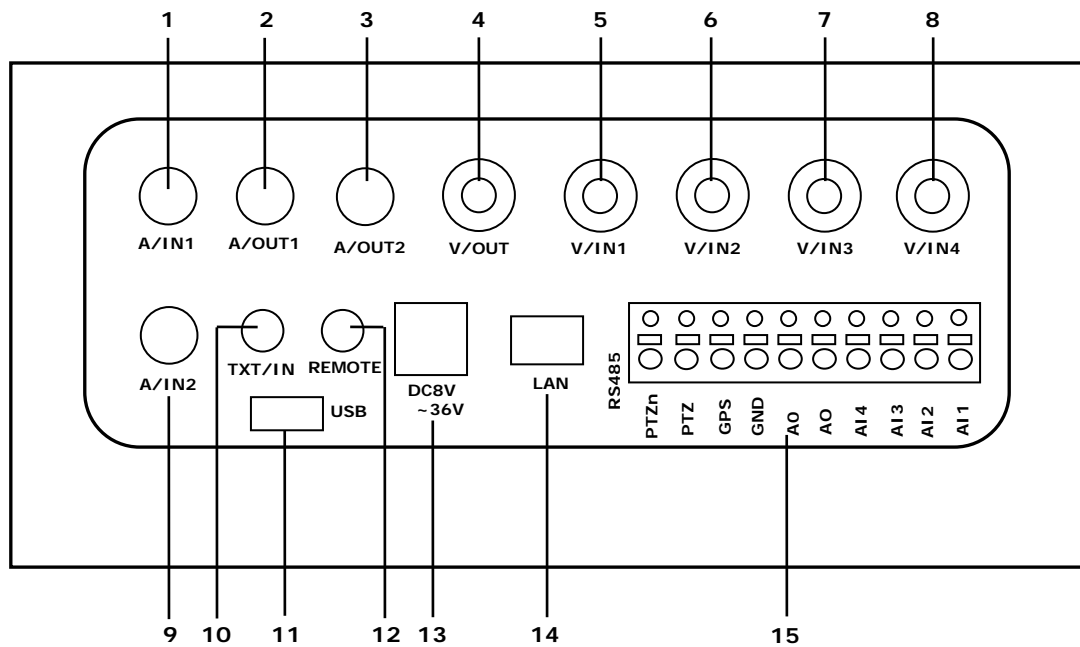 1 2 3 4 5 6 7 8
A/IN1 A/OUT1 A/OUT2 V/OUT V/IN1 V/IN2 V/IN3 V/IN4
A/IN2 TXT/IN REMOTE
DC8V
~36V
LAN
USB
RS485
PTZn PTZ GPS GND AI0 AO AI4 AI3 AI2 AI1
9 10 11 12 13 14 15